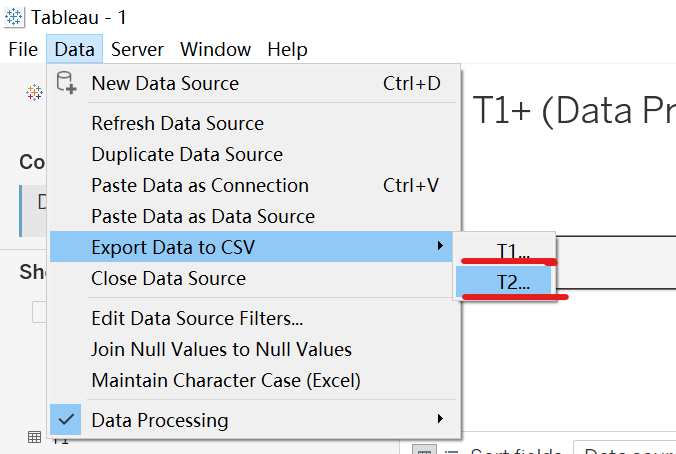 Tableau - 1
File Data Server Window Help
New Data Source Ctrl+D
T1+ (Data Pr
Refresh Data Source
Duplicate Data Source
Co
Paste Data as Connection Ctrl+V
D
Paste Data as Data Source
Export Data to CSV
T1...
Sh
Close Data Source
T2...
Edit Data Source Filters...
Join Null Values to Null Values
Maintain Character Case (Excel)
Data Processing
T1
Sort fields Data sour